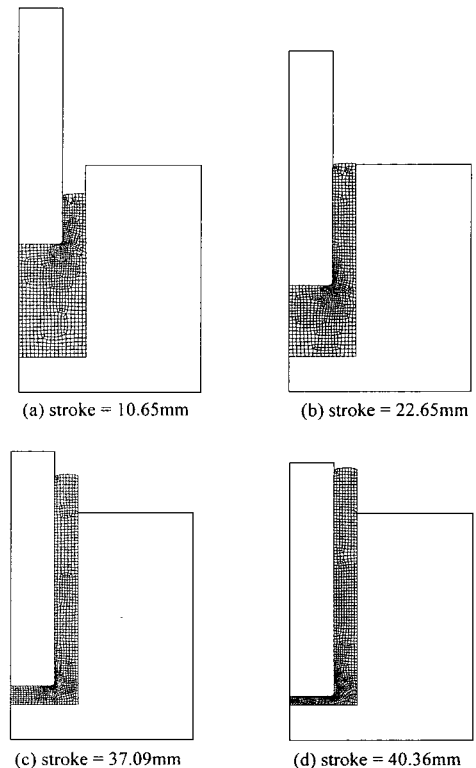 (a) stroke = 10.65mm
(b) stroke = 22.65mm
(c) stroke = 37.09mm
(d) stroke = 40.36mm